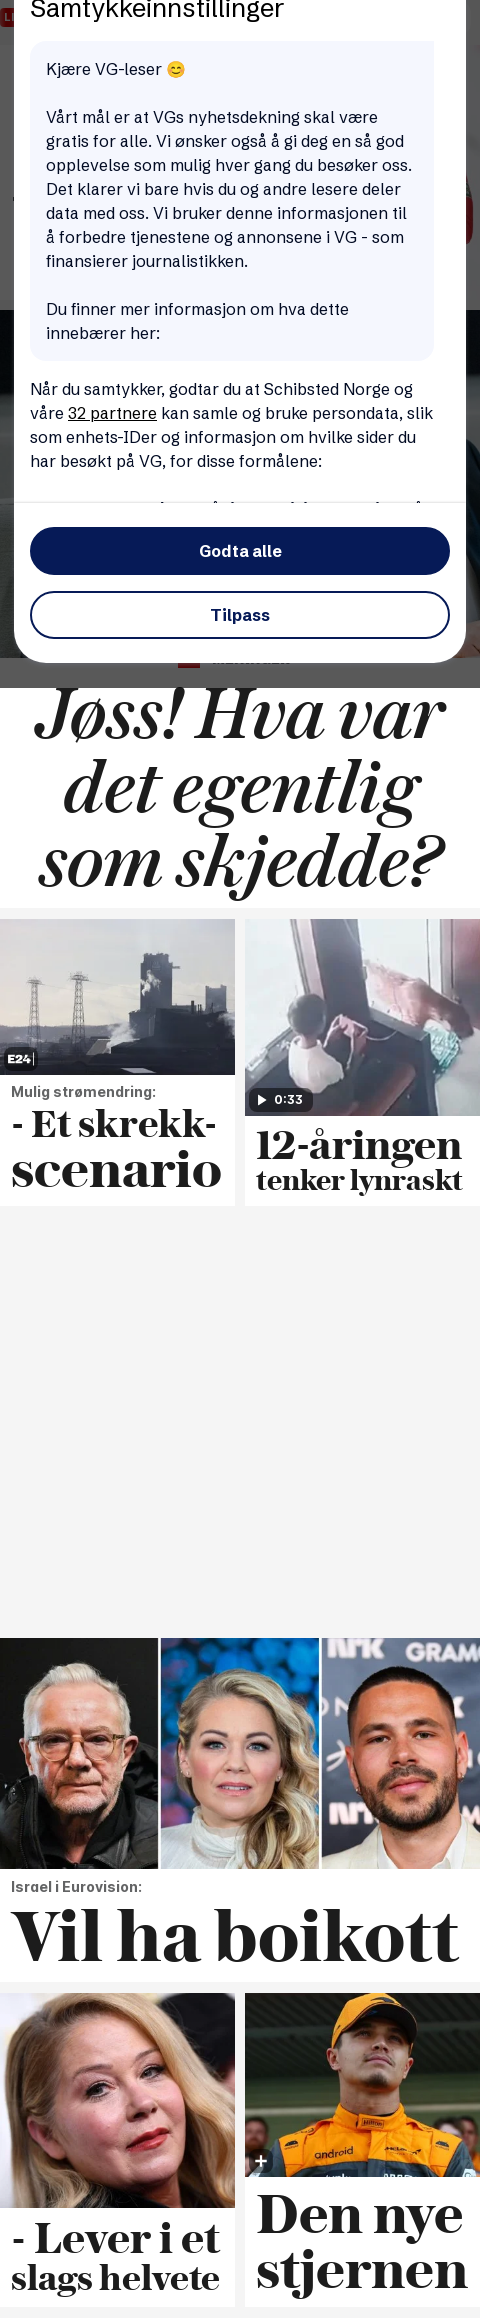 Samtykkeinnstillinger
Kjære VG-leser 😊
Vårt mål er at VGs nyhetsdekning skal være
gratis for alle. Vi ønsker også å gi deg en så god
opplevelse som mulig hver gang du besøker oss.
Det klarer vi bare hvis du og andre lesere deler
data med oss. Vi bruker denne informasjonen til
å forbedre tjenestene og annonsene i VG - som
finansierer journalistikken.
Du finner mer informasjon om hva dette
innebærer her:
Når du samtykker, godtar du at Schibsted Norge og
våre 32 partnere kan samle og bruke persondata, slik
som enhets-IDer og informasjon om hvilke sider du
har besøkt på VG, for disse formålene:
Godta alle
Tilpass
Jøss! Hva var
det egentlig
som skjedde?
E24
0:33
Mulig strømendring:
- Et skrekk-
scenario
12-åringen
tenker lynraskt
nrk
GRAMO
nrk
Israel i Eurovision:
Vil ha boikott
android
- Lever i et
slags helvete
Den nye
stjernen